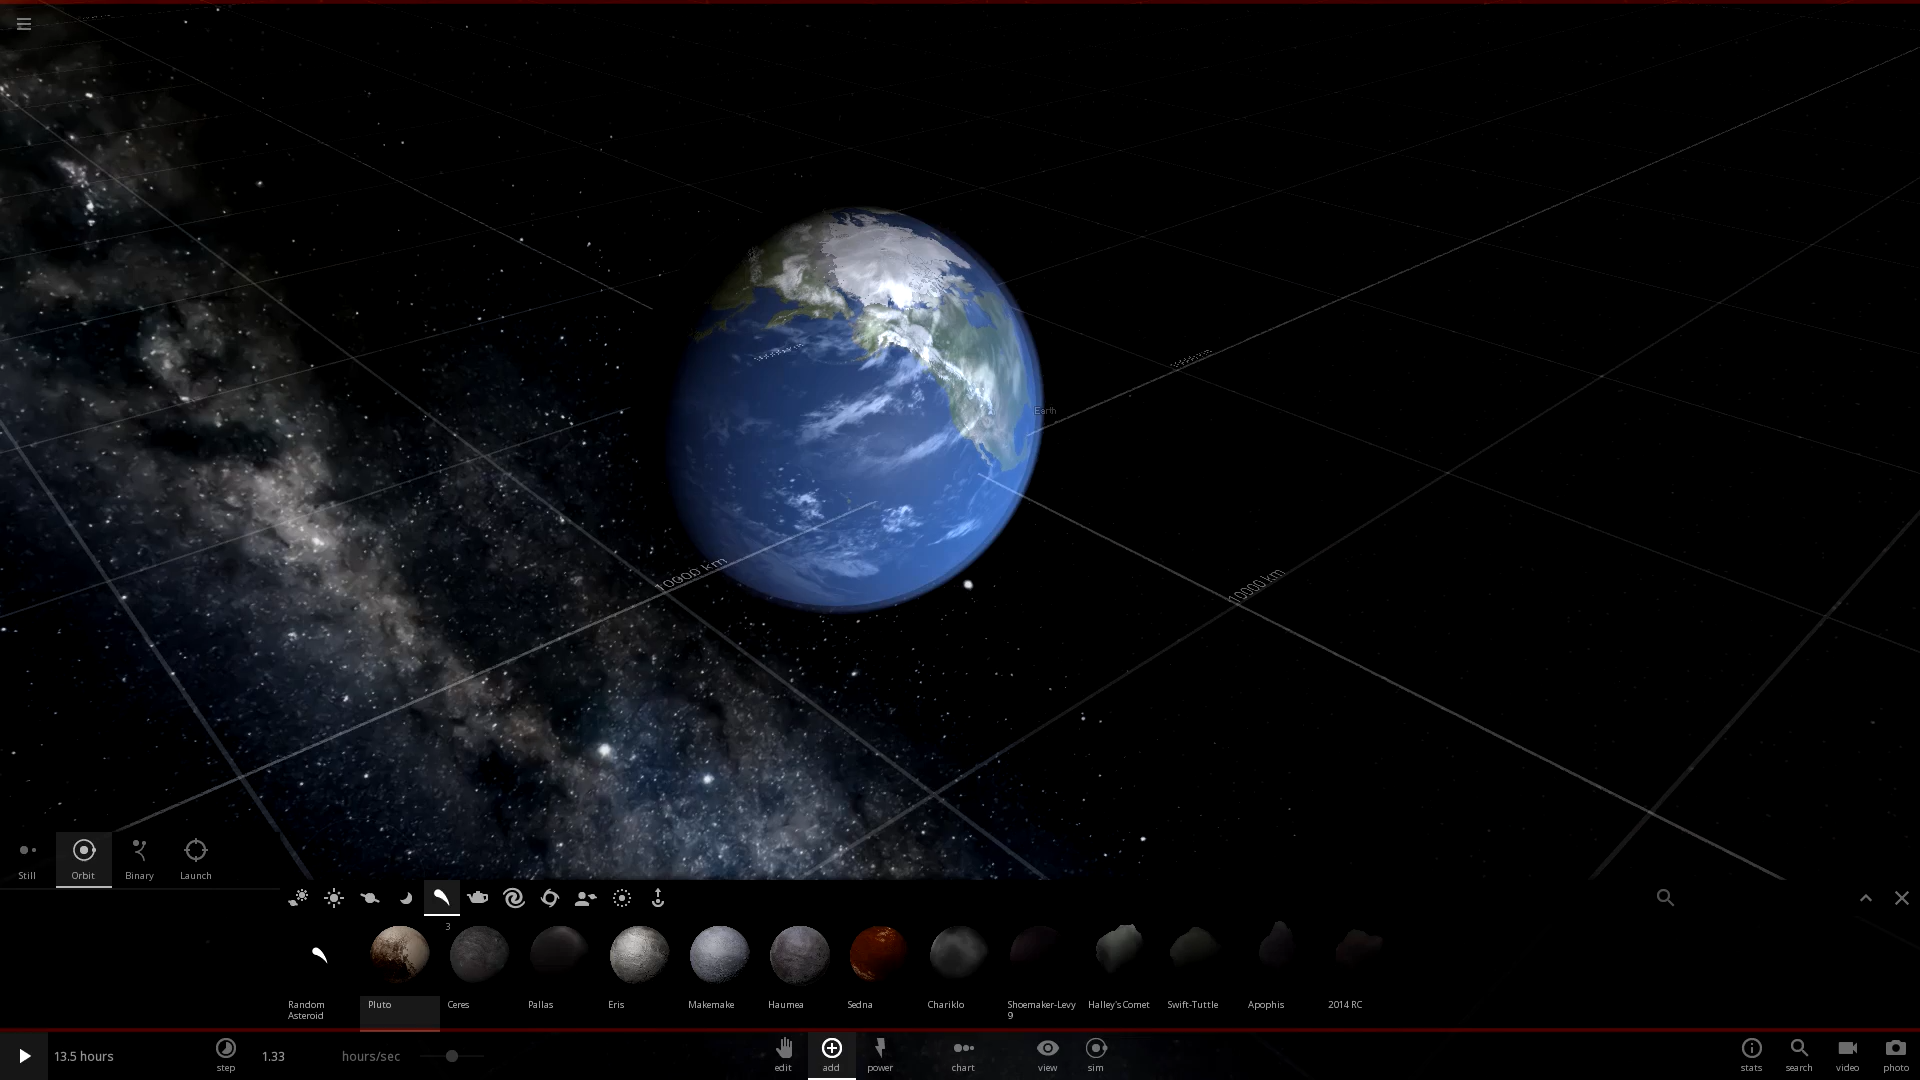 Earth
10000 km
10000 km
Still
Orbit
Binary
Launch
3
Random
Asteroid
Pluto
Ceres
Pallas
Eris
Makemake
Haumea
Sedna
Chariklo
Shoemaker-Levy
9
Halley's Comet
Swift-Tuttle
Apophis
2014 RC
13.5 hours
step
1.33
hours/sec
edit
add
power
chart
view
sim
stats
search
video
photo